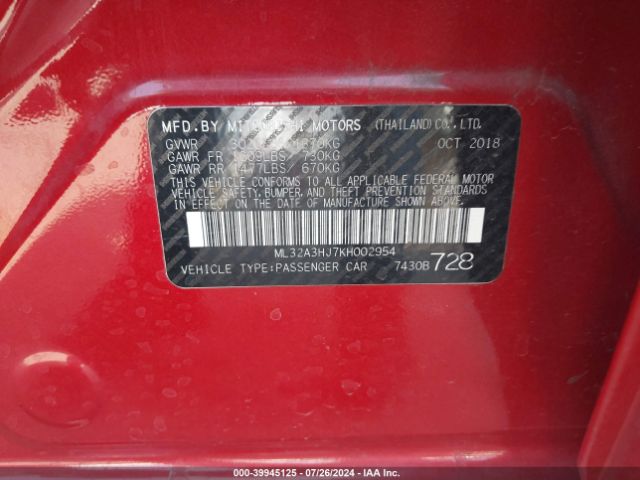 MFD.BY MITSUBISHI MOTORS (THAILAND)CO.,LTD.
GVWR 1370KG OCT 2018
GAWR FR 1609LBS/ 730KG
GAWR RR 1477LBS/ 670KG
THIS VEHICLE CONFORMS TO ALL APPLICABLE FEDERAL MOTOR
VEHICLE SAFETY,BUMPER,AND THEFT PREVENTION STANDARDS
IN EFFECT ON THE DATE OF MANUFACTURE SHOWN ABOVE.
ML32A3HJ7KH002954
VEHICLE TYPE:PASSENGER CAR 7430B 728
000-39945125 - 07/26/2024 - IAA Inc.